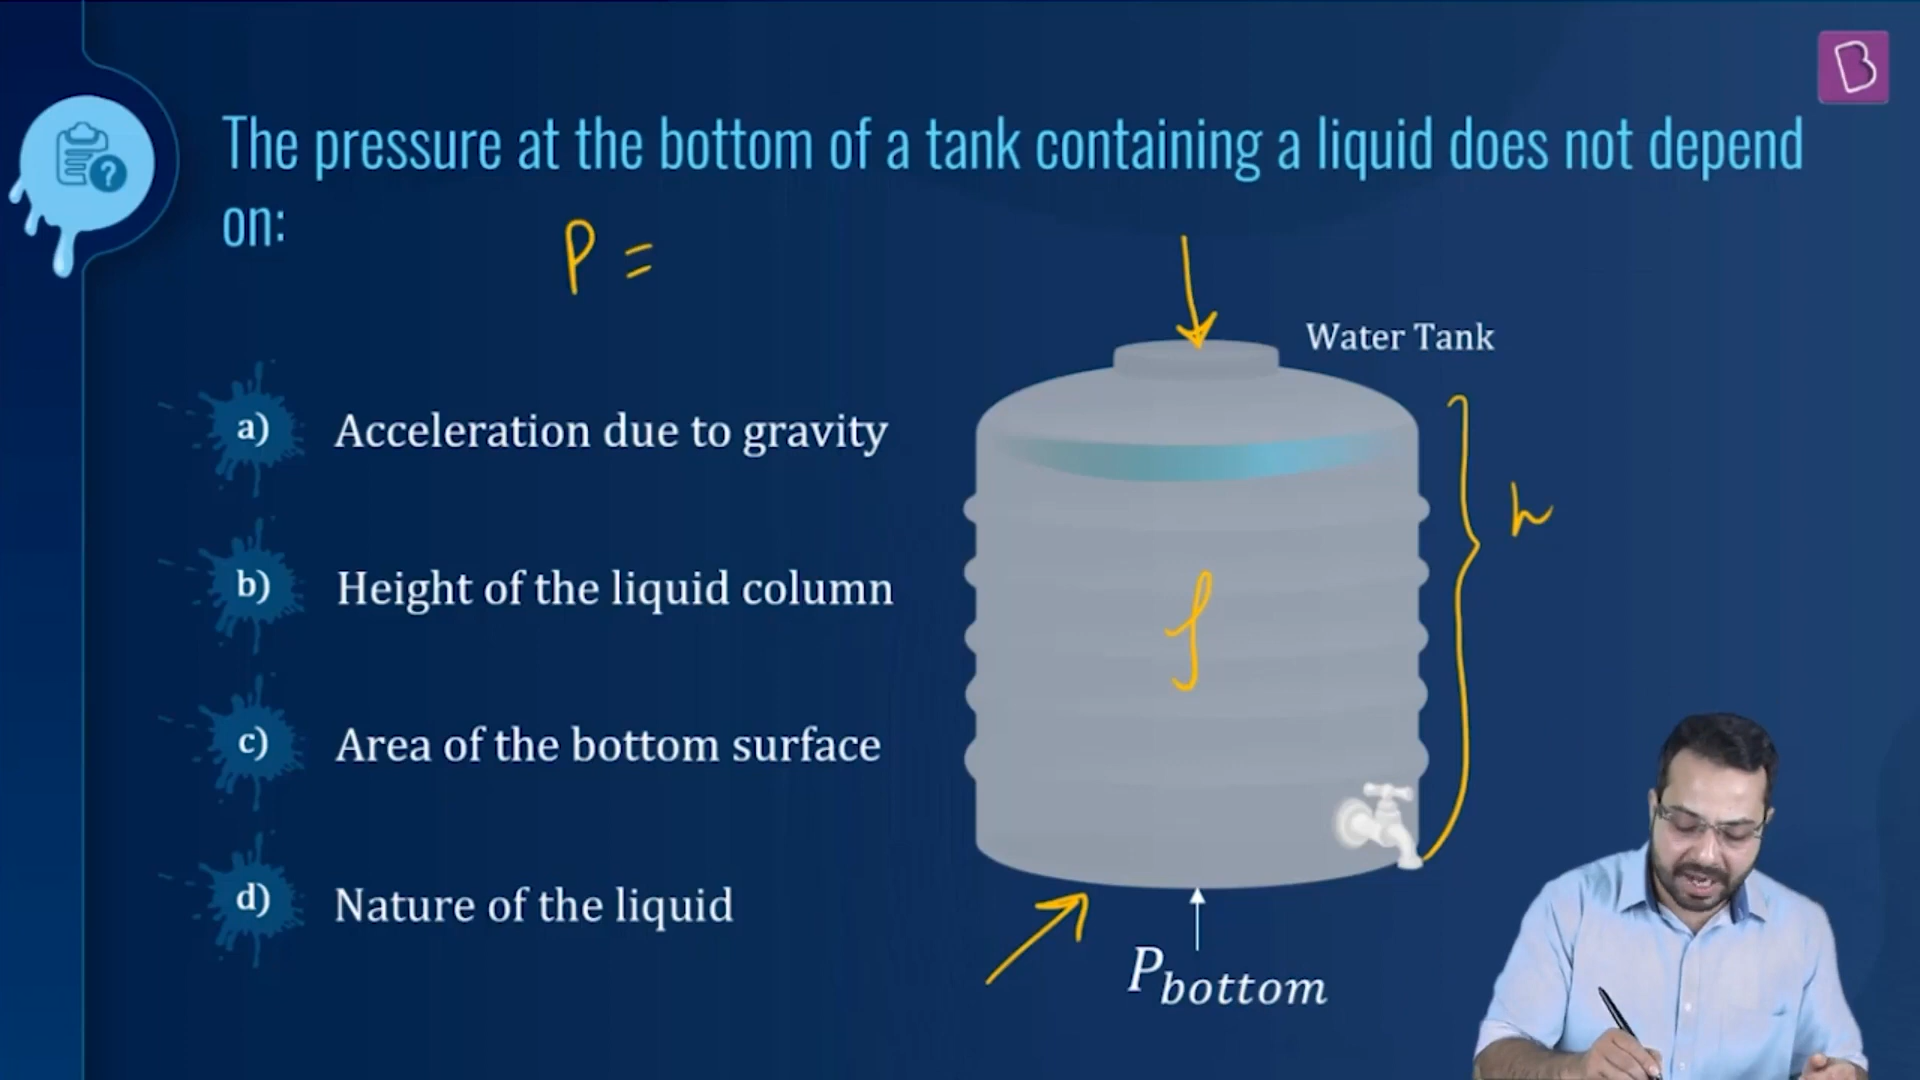 The pressure at the bottom of a tank containing a liquid does not depend
on:
P =
Water Tank
a) Acceleration due to gravity
h
b) Height of the liquid column
ρ
c) Area of the bottom surface
d) Nature of the liquid
P bottom
B